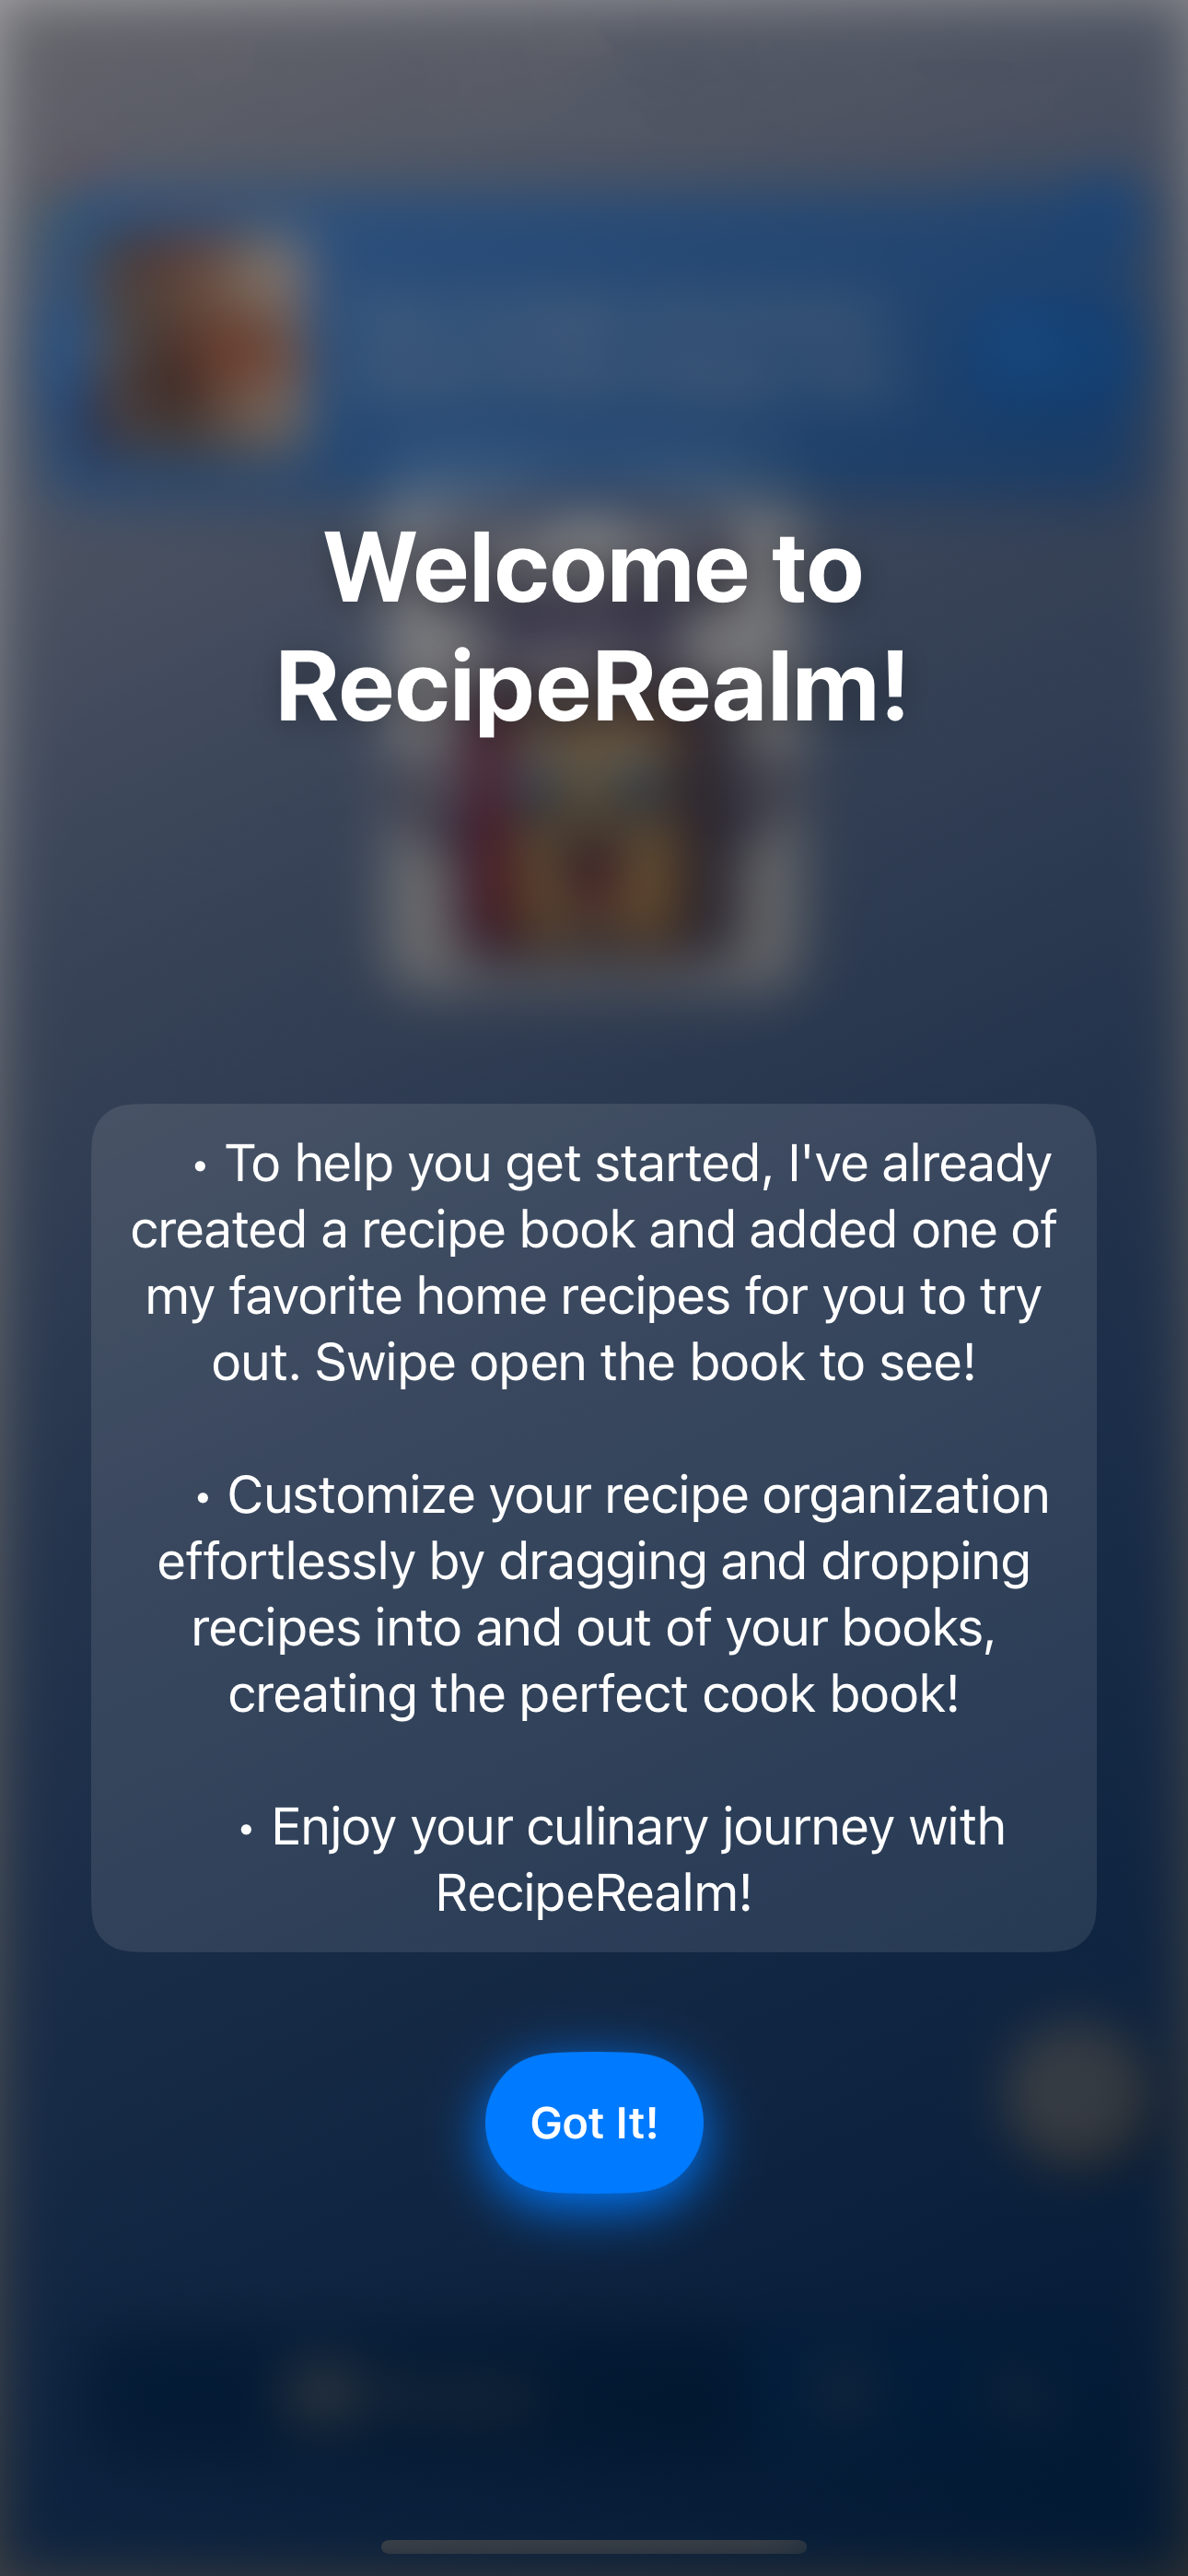 Welcome to
RecipeRealm!
• To help you get started, I've already
created a recipe book and added one of
my favorite home recipes for you to try
out. Swipe open the book to see!
• Customize your recipe organization
effortlessly by dragging and dropping
recipes into and out of your books,
creating the perfect cook book!
• Enjoy your culinary journey with
RecipeRealm!
Got It!